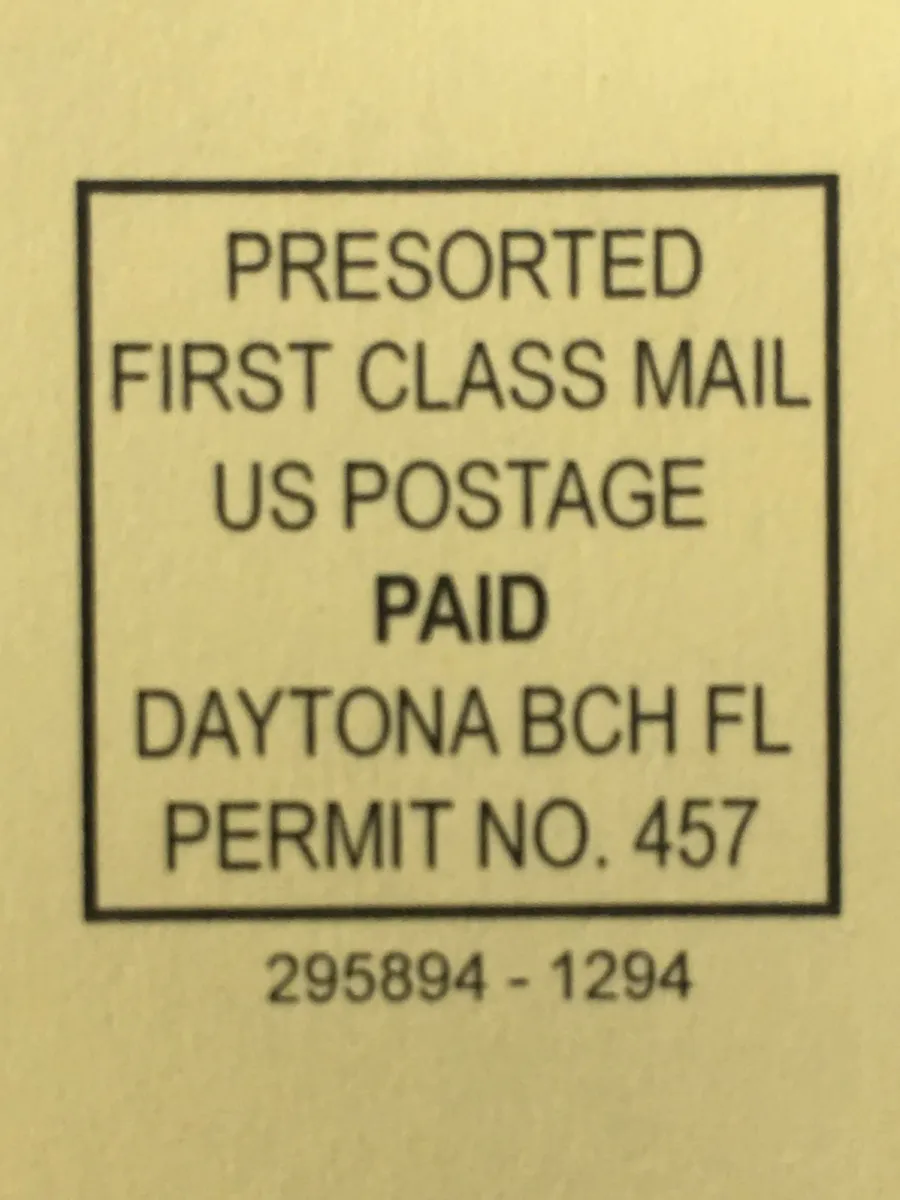 PRESORTED
FIRST CLASS MAIL
US POSTAGE
PAID
DAYTONA BCH FL
PERMIT NO. 457
295894 - 1294